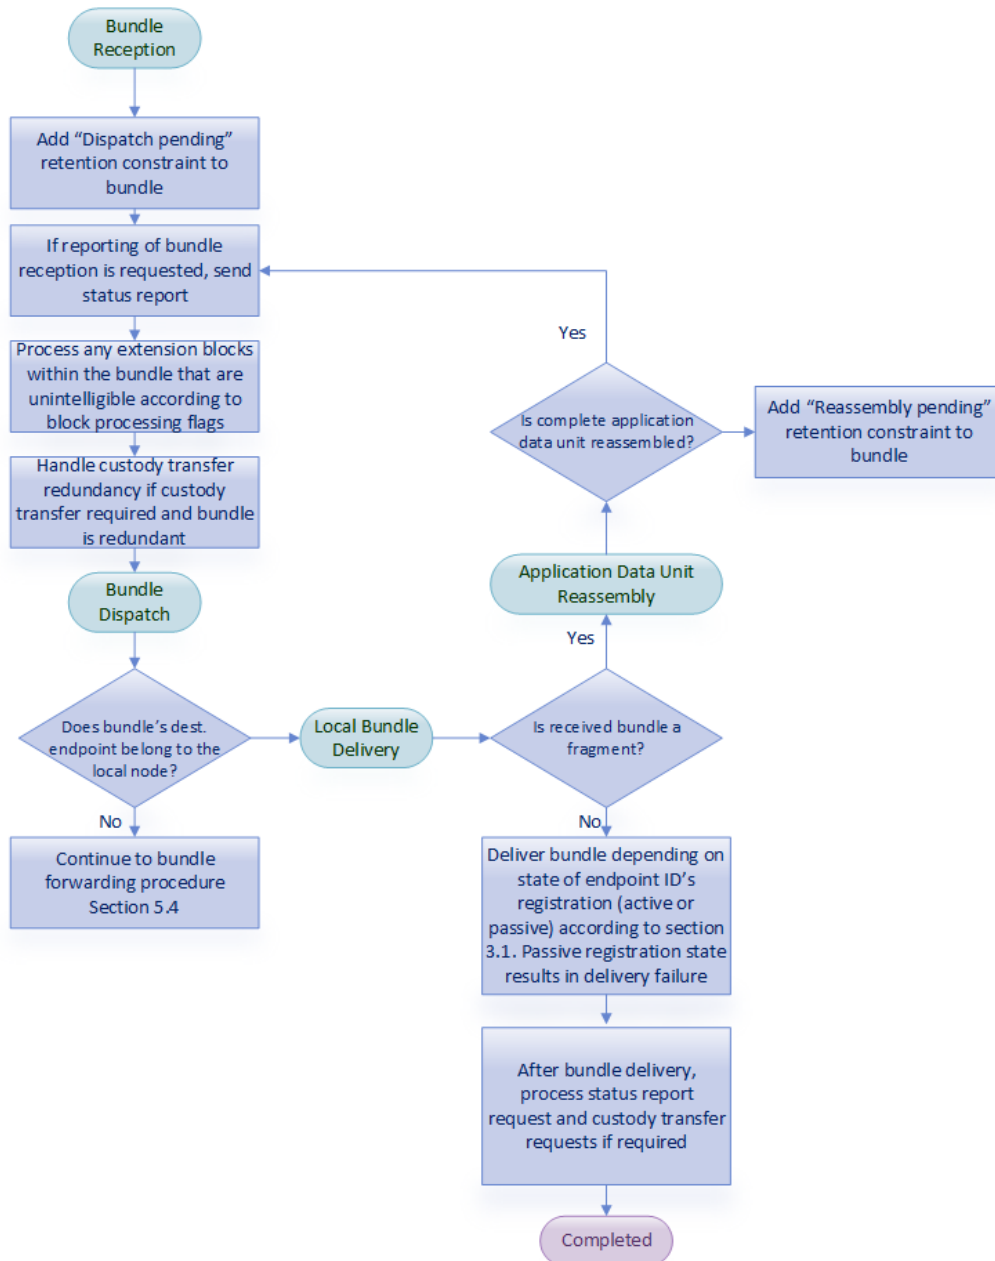 Bundle
Reception
Add “Dispatch pending”
retention constraint to
bundle
If reporting of bundle
reception is requested, send
status report
Process any extension blocks
within the bundle that are
unintelligible according to
block processing flags
Handle custody transfer
redundancy if custody
transfer required and bundle
is redundant
Bundle
Dispatch
Does bundle’s dest.
endpoint belong to the
local node?
No
Continue to bundle
forwarding procedure
Section 5.4
Local Bundle
Delivery
Is received bundle a
fragment?
Yes
Application Data Unit
Reassembly
Is complete application
data unit reassembled?
Yes
Add “Reassembly pending”
retention constraint to
bundle
No
Deliver bundle depending on
state of endpoint ID’s
registration (active or
passive) according to section
3.1. Passive registration state
results in delivery failure
After bundle delivery,
process status report
request and custody transfer
requests if required
Completed